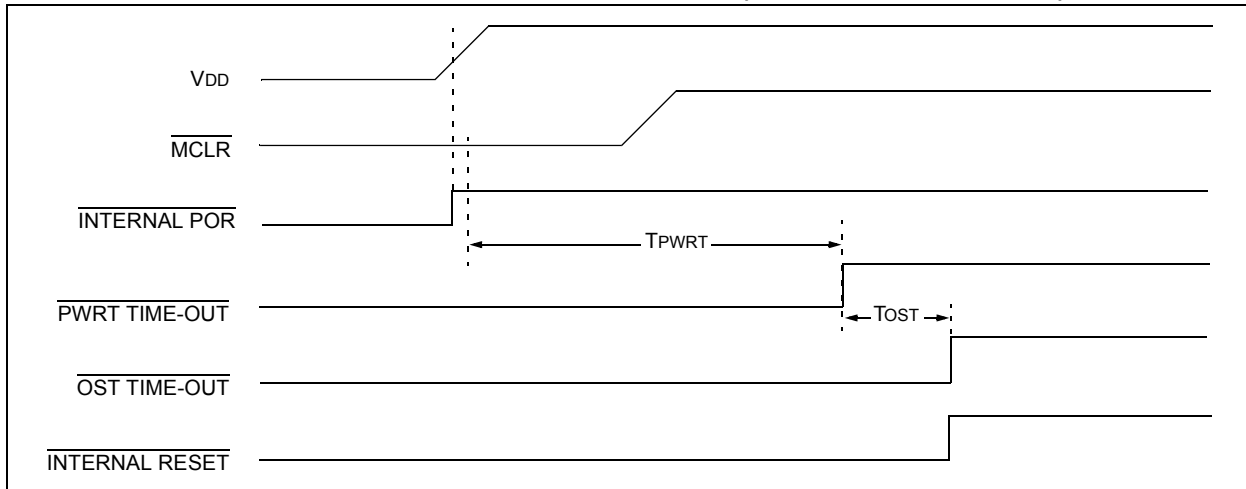 VDD
MCLR
INTERNAL POR
TPWRT
PWRT TIME-OUT
TOST
OST TIME-OUT
INTERNAL RESET